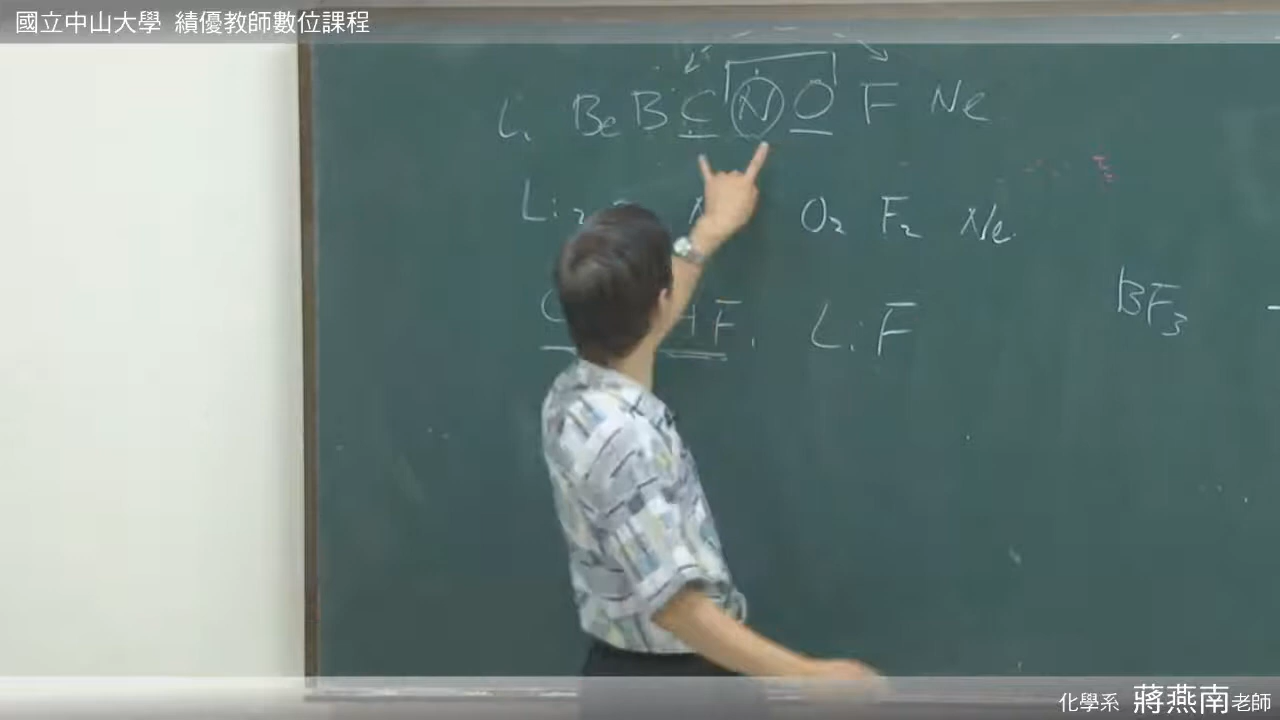 國立中山大學 績優教師數位課程
Li Be B C N O F Ne
Li₂ O₂ F₂ Ne
HF, LiF
BF₃
化學系 蔣燕南老師